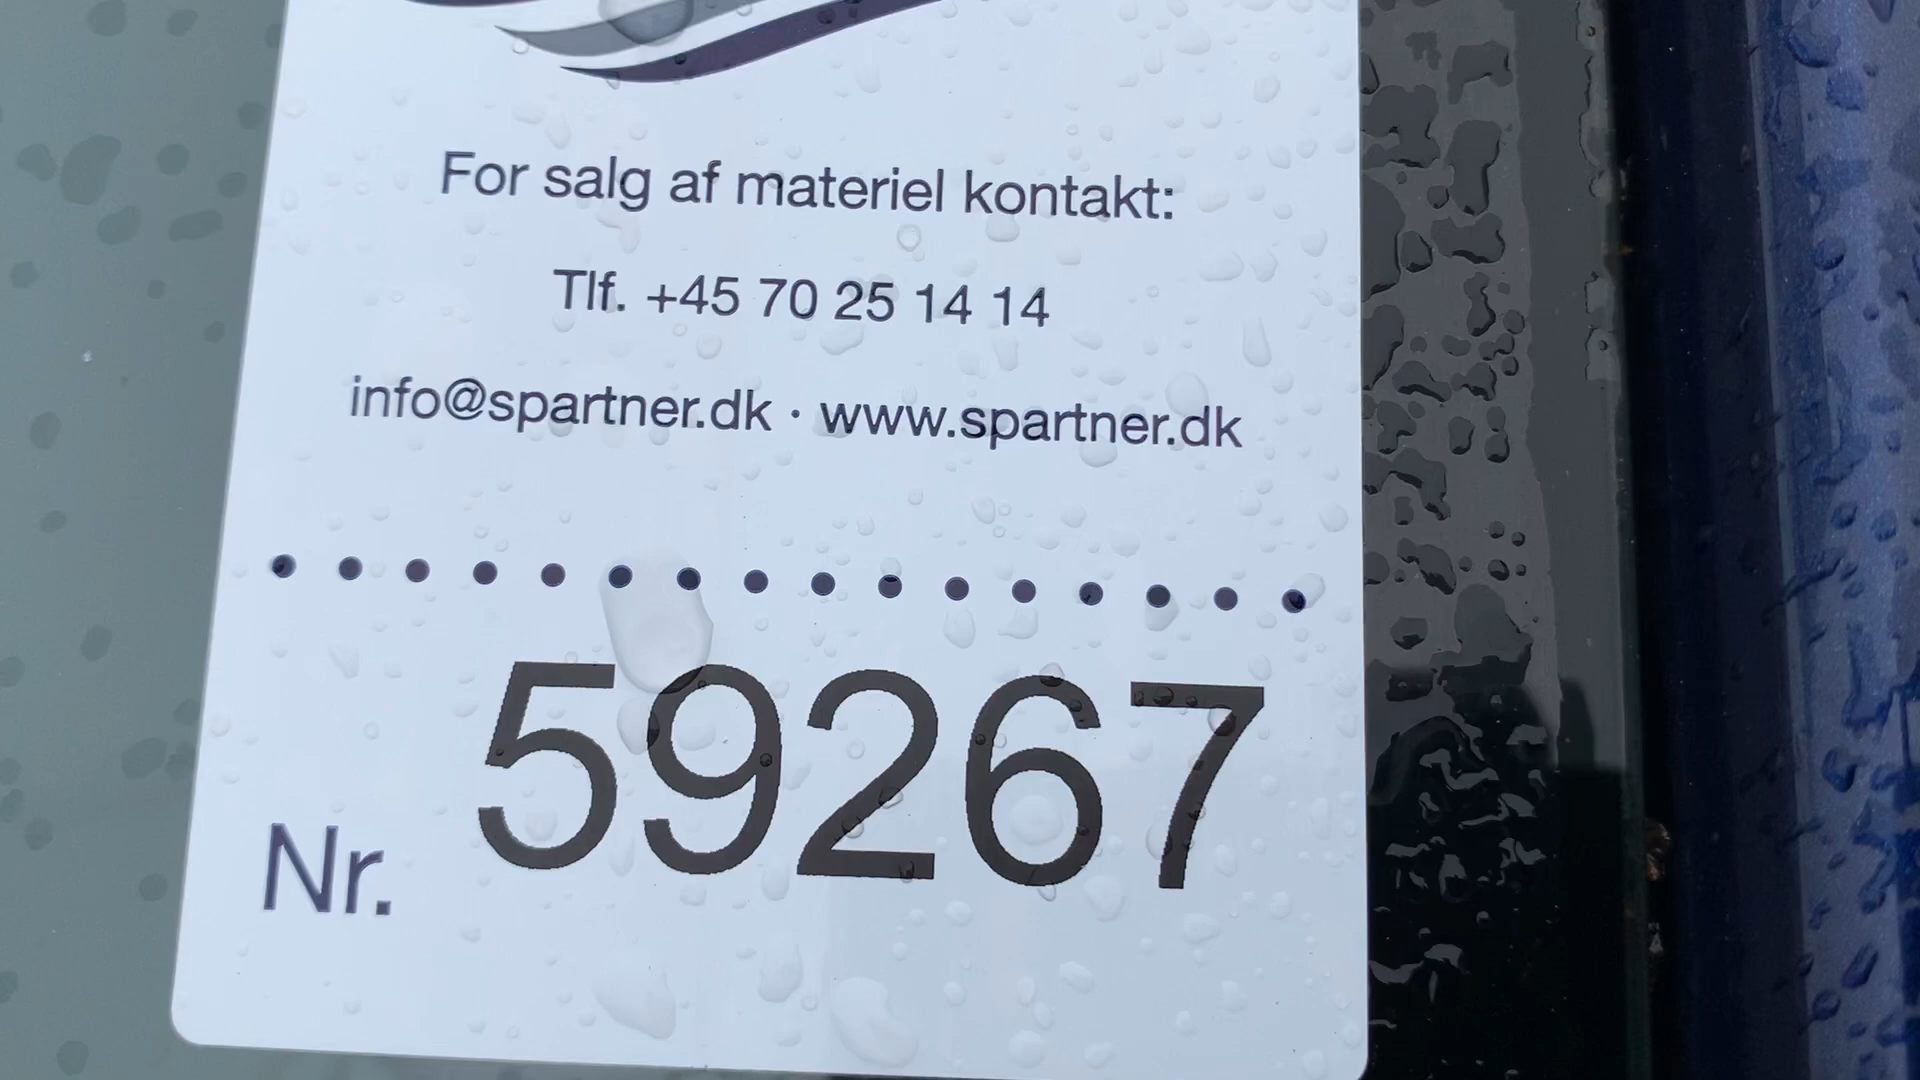 For salg af materiel kontakt:
Tlf. +45 70 25 14 14
info@spartner.dk · www.spartner.dk
Nr. 59267